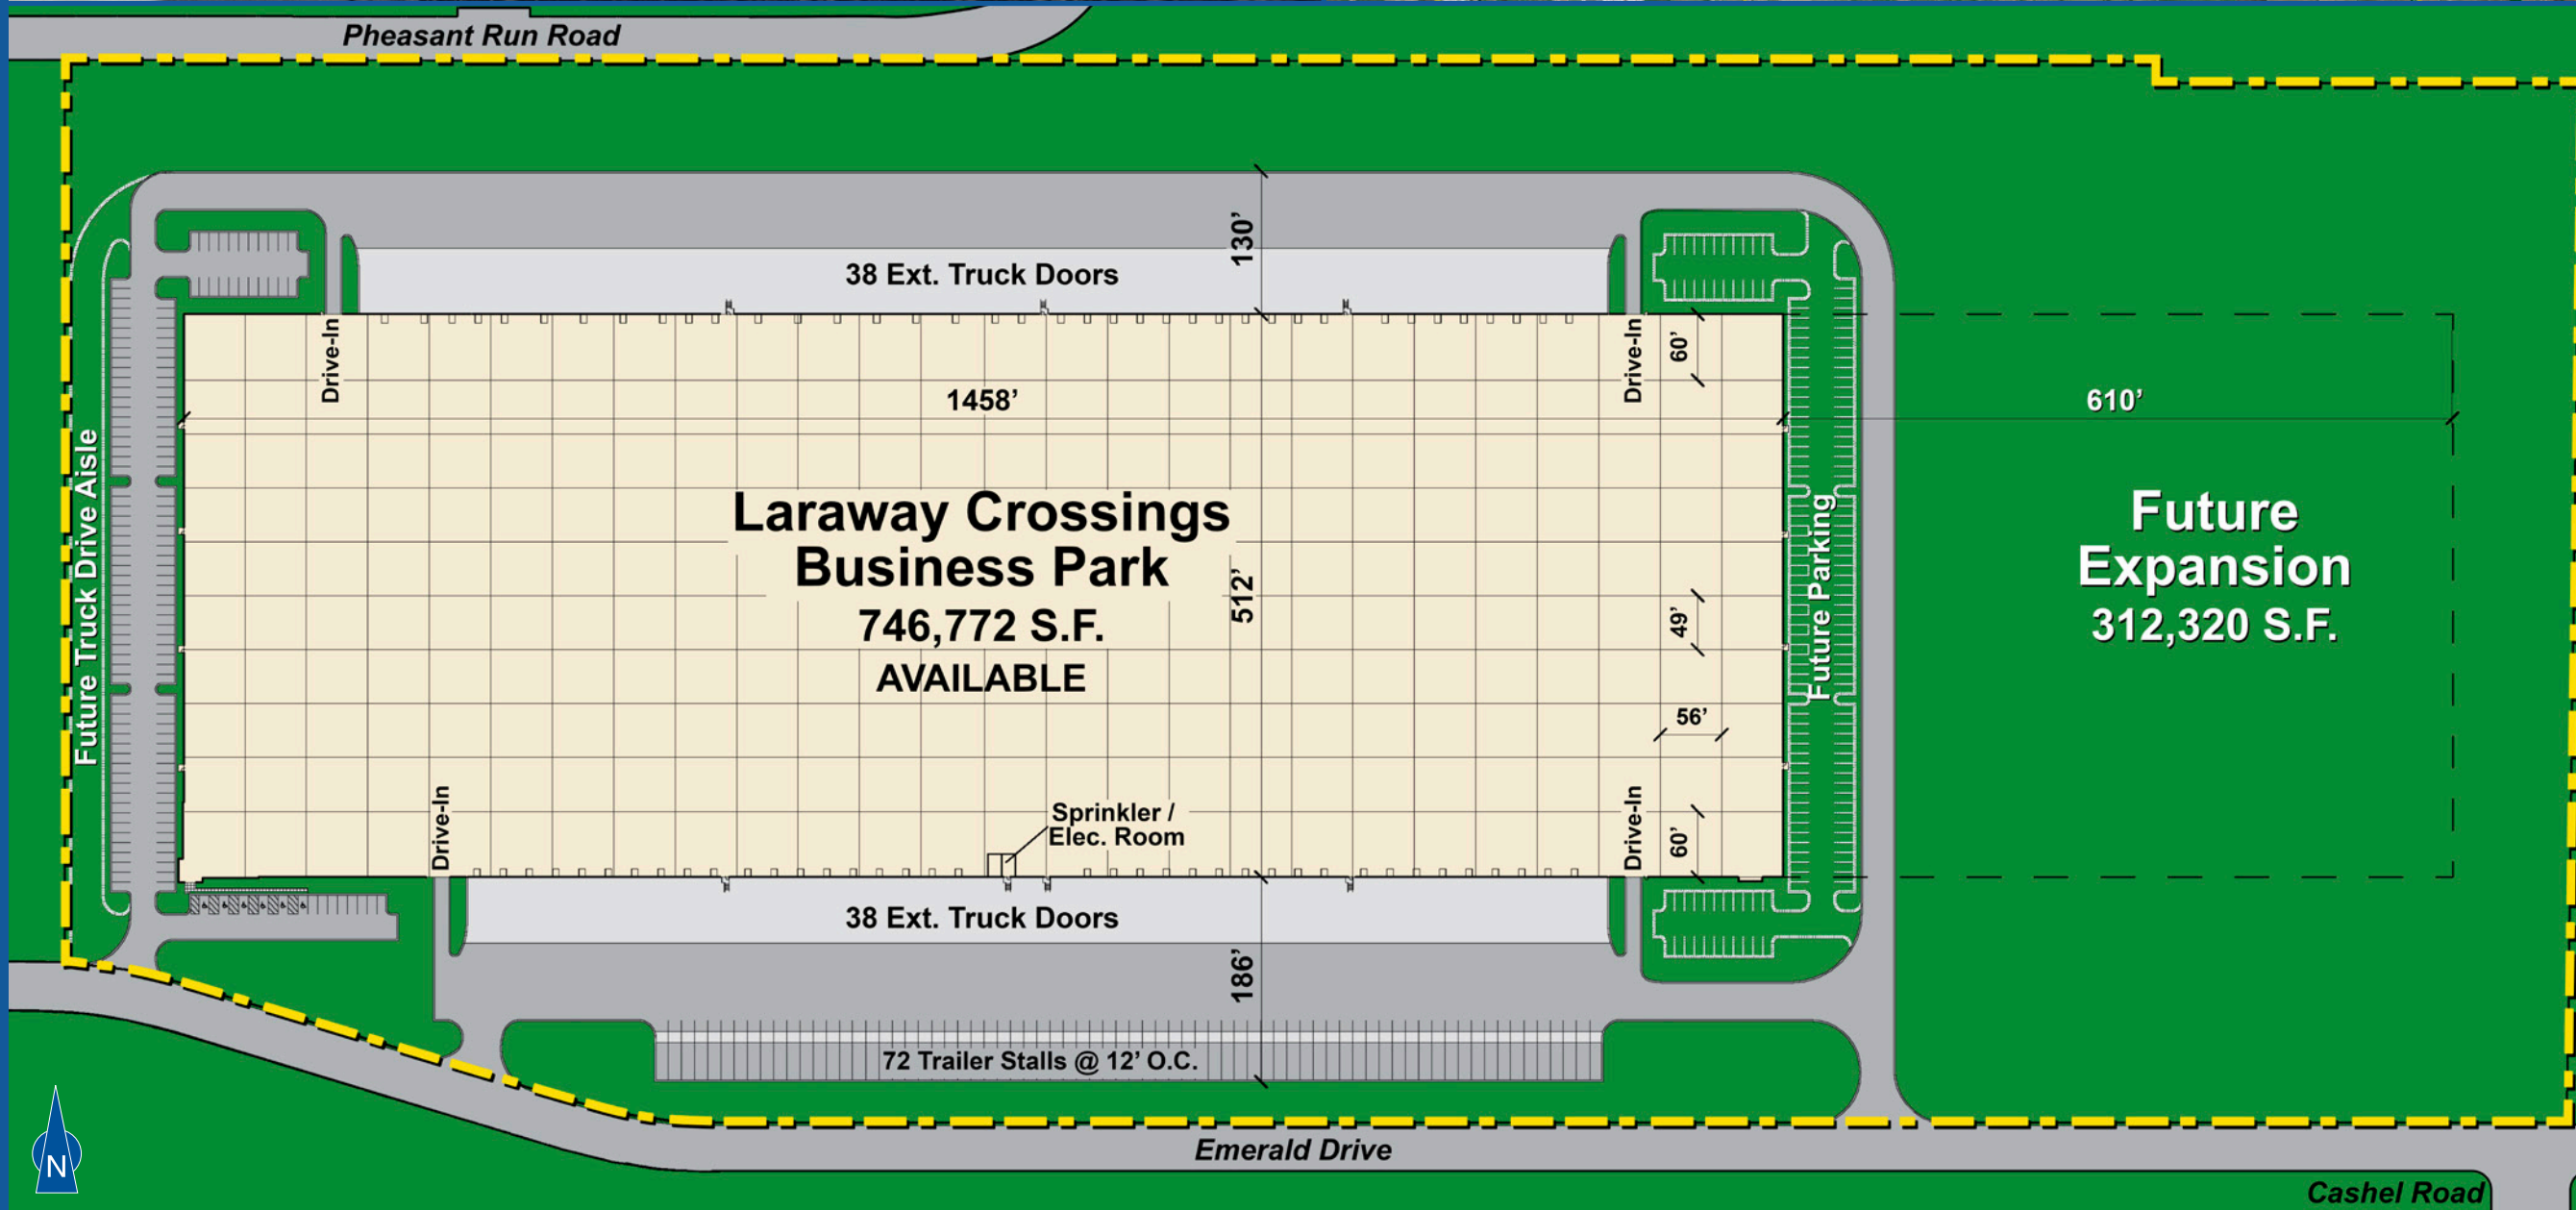 Pheasant Run Road
130’
38 Ext. Truck Doors
Drive-In
Drive-In
60’
1458’
610’
Future Truck Drive Aisle
Laraway Crossings
Business Park
746,772 S.F.
AVAILABLE
512’
49’
56’
Future Parking
Future
Expansion
312,320 S.F.
Drive-In
Sprinkler /
Elec. Room
Drive-In
60’
38 Ext. Truck Doors
186’
72 Trailer Stalls @ 12’ O.C.
Emerald Drive
N
Cashel Road